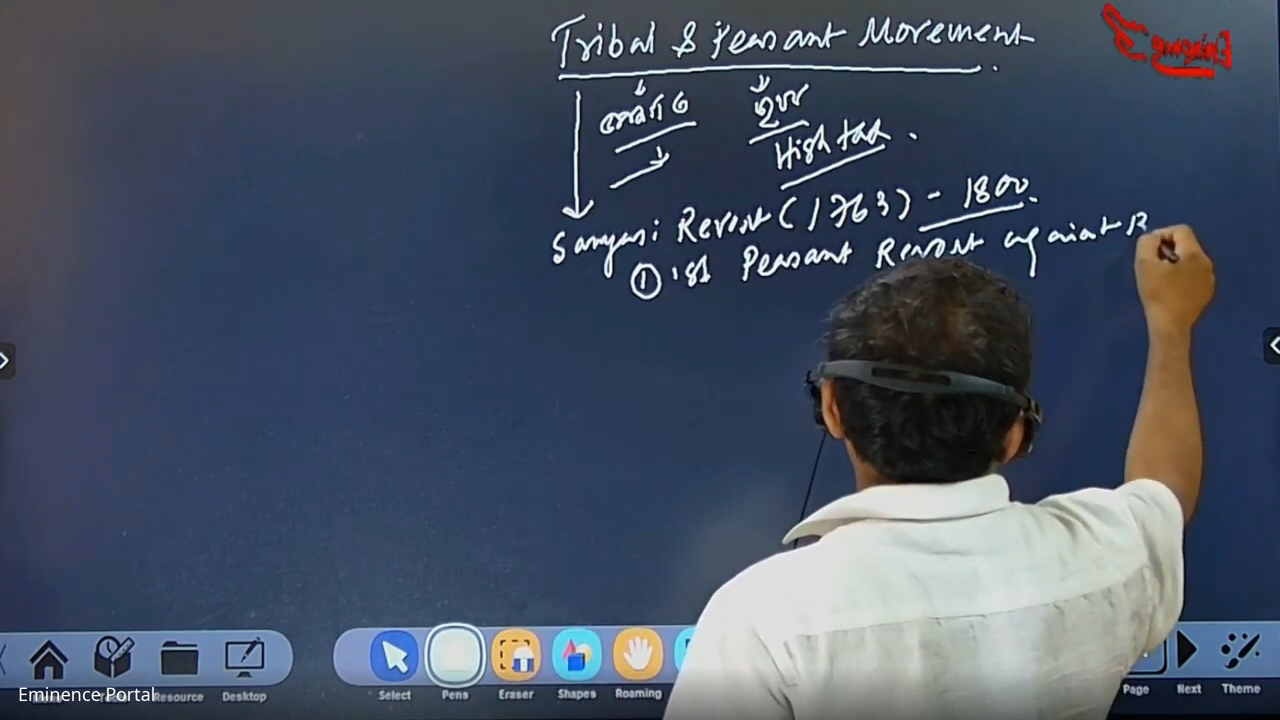 Tribal & Peasant Movement
High tax
Sanyasi Revolt (1763) - 1800
① 1st Peasant Revolt against B
Select
Pens
Eraser
Shapes
Roaming
Resource
Desktop
Page
Next
Theme
Eminence Portal